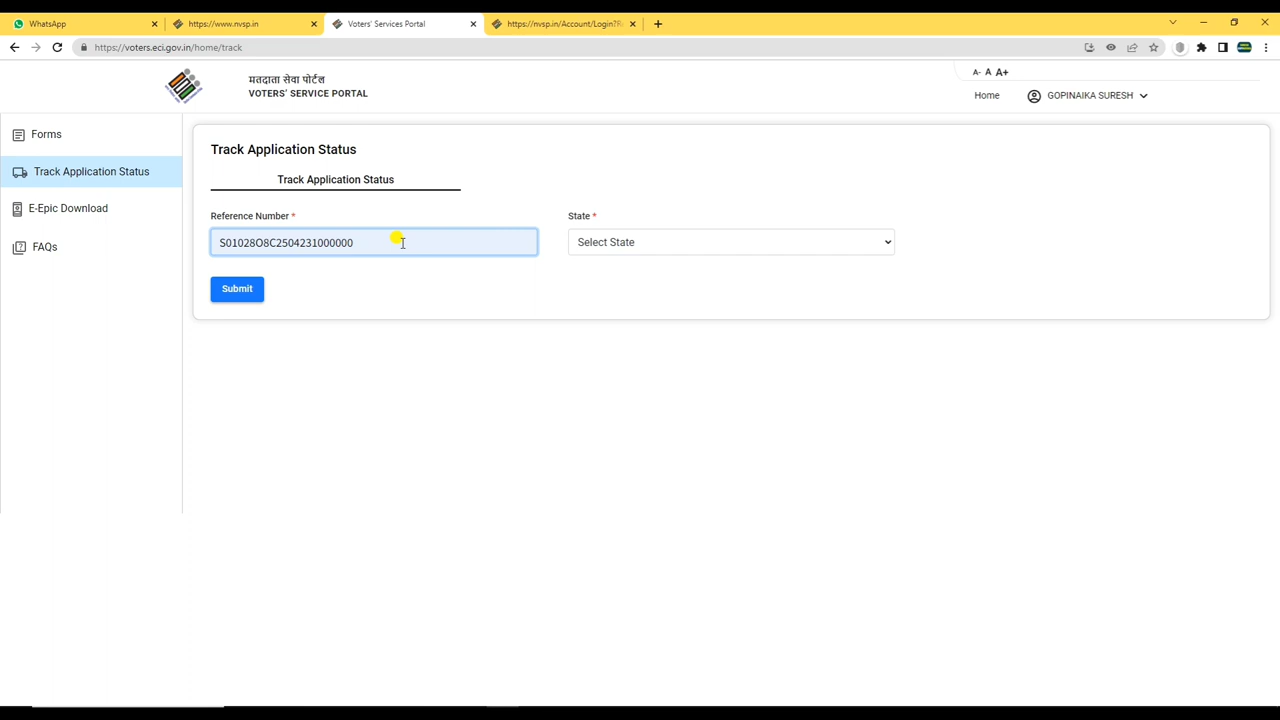 WhatsApp
https://www.nvsp.in
Voters' Services Portal
https://nvsp.in/Account/Login?R
https://voters.eci.gov.in/home/track
मतदाता सेवा पोर्टल
VOTERS' SERVICE PORTAL
A- A A+
Home
GOPINAIKA SURESH
Forms
Track Application Status
E-Epic Download
FAQs
Track Application Status
Track Application Status
Reference Number *
State *
S01028O8C2504231000000
Select State
Submit